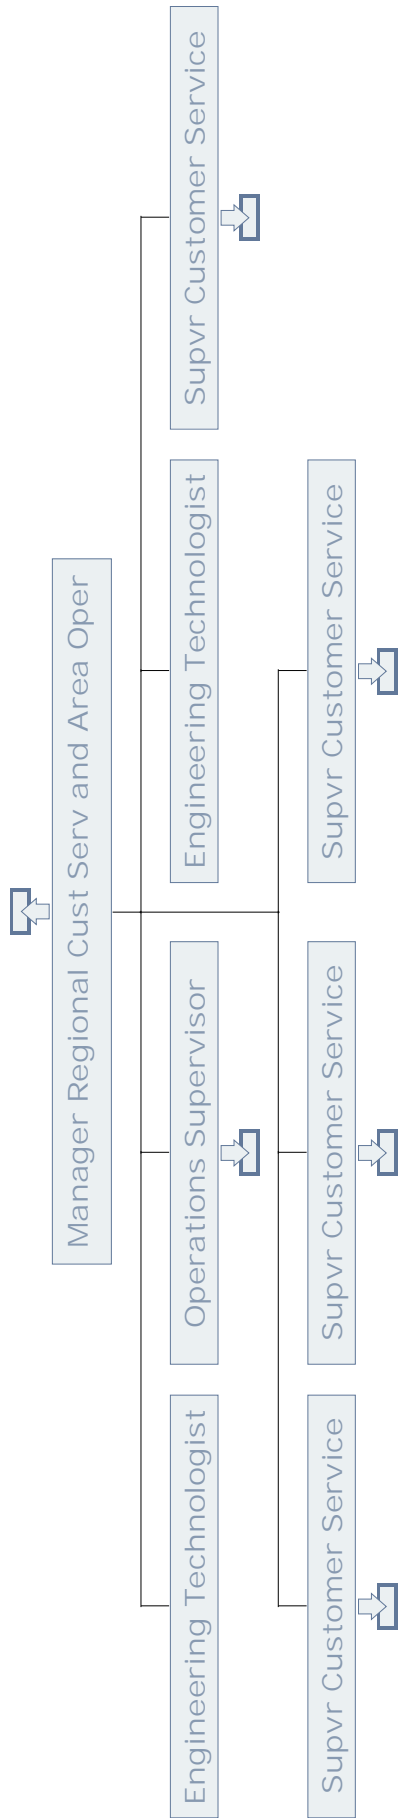 Manager Regional Cust Serv and Area Oper
Engineering Technologist
Operations Supervisor
Engineering Technologist
Supvr Customer Service
Supvr Customer Service
Supvr Customer Service
Supvr Customer Service